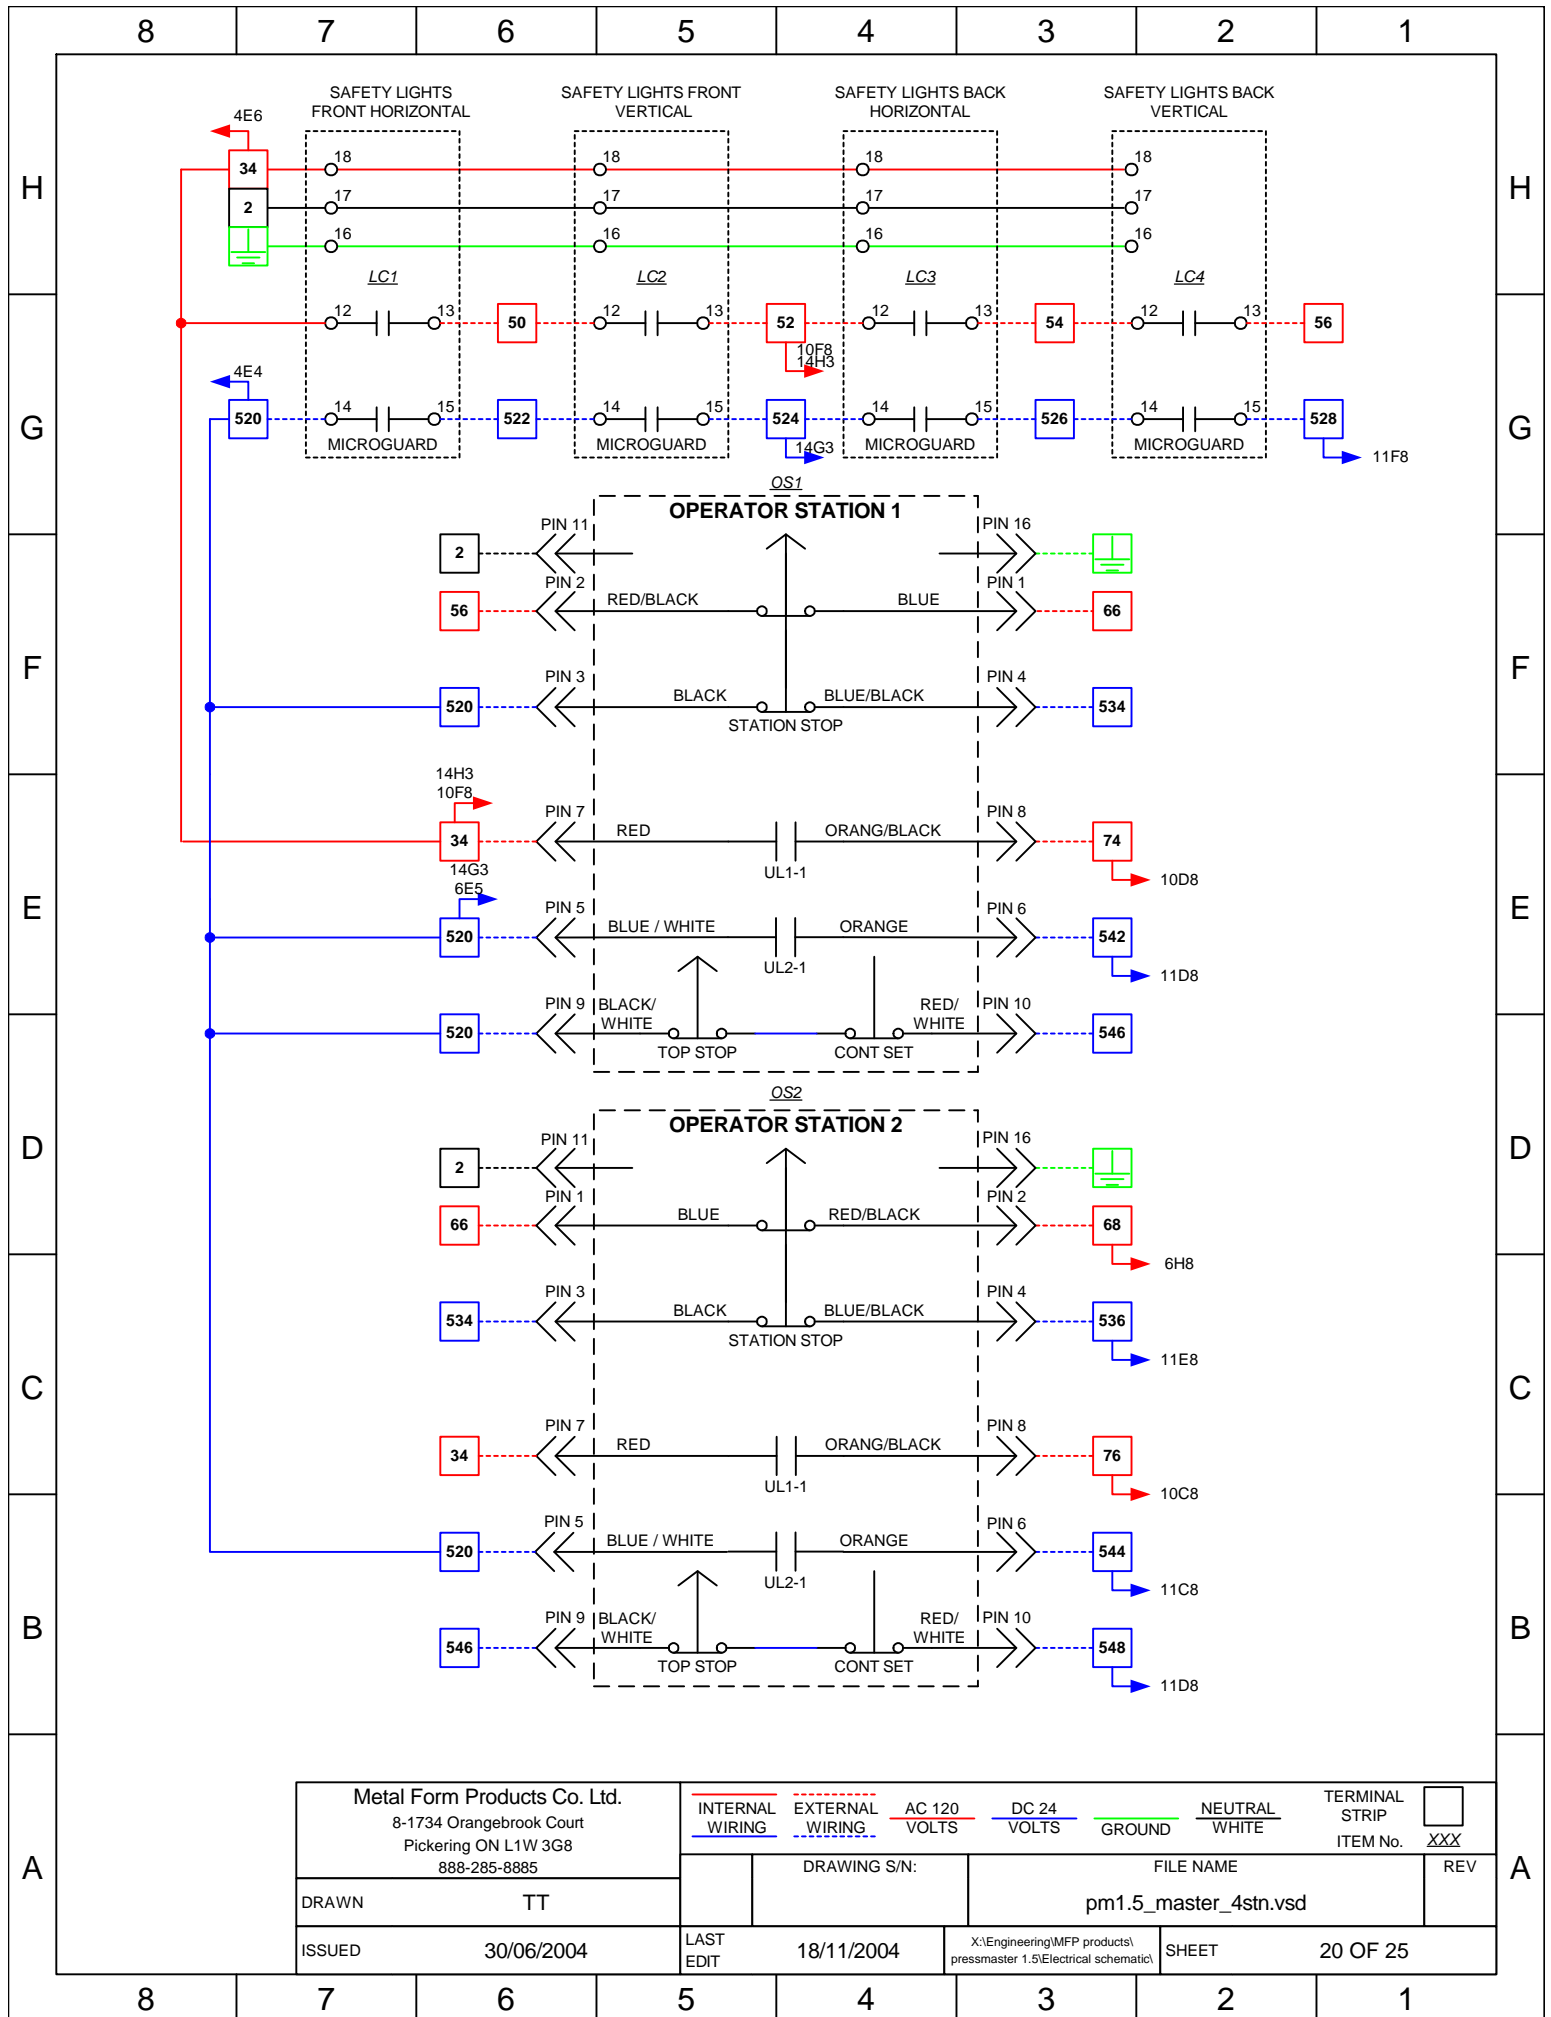 8 7 6 5 4 3 2 1
SAFETY LIGHTS FRONT HORIZONTAL
SAFETY LIGHTS FRONT VERTICAL
SAFETY LIGHTS BACK HORIZONTAL
SAFETY LIGHTS BACK VERTICAL
4E6
34 18 18 18 18
H H
2 17 17 17 17
16 16 16 16
LC1 LC2 LC3 LC4
12 13 50 12 13 52 12 13 54 12 13 56
10F8
14H3
4E4
520 14 15 522 14 15 524 14 15 526 14 15 528
G G
MICROGUARD MICROGUARD MICROGUARD MICROGUARD
14G3 11F8
OS1
OPERATOR STATION 1
2 PIN 11 PIN 16
56 PIN 2 RED/BLACK BLUE PIN 1 66
F F
520 PIN 3 BLACK BLUE/BLACK PIN 4 534
STATION STOP
14H3
10F8
34 PIN 7 RED ORANG/BLACK PIN 8 74
UL1-1
10D8
14G3
6E5
E E
520 PIN 5 BLUE / WHITE ORANGE PIN 6 542
UL2-1
11D8
520 PIN 9 BLACK/ WHITE RED/ WHITE PIN 10 546
TOP STOP CONT SET
OS2
OPERATOR STATION 2
D D
2 PIN 11 PIN 16
66 PIN 1 BLUE RED/BLACK PIN 2 68
6H8
534 PIN 3 BLACK BLUE/BLACK PIN 4 536
STATION STOP
11E8
C C
34 PIN 7 RED ORANG/BLACK PIN 8 76
UL1-1
10C8
520 PIN 5 BLUE / WHITE ORANGE PIN 6 544
UL2-1
11C8
B B
546 PIN 9 BLACK/ WHITE RED/ WHITE PIN 10 548
TOP STOP CONT SET
11D8
A A
Metal Form Products Co. Ltd.
8-1734 Orangebrook Court
Pickering ON L1W 3G8
888-285-8885
INTERNAL WIRING
EXTERNAL WIRING
AC 120 VOLTS
DC 24 VOLTS
GROUND
NEUTRAL WHITE
TERMINAL STRIP
ITEM No. XXX
DRAWING S/N:
FILE NAME
pm1.5_master_4stn.vsd
REV
DRAWN TT
ISSUED 30/06/2004
LAST EDIT 18/11/2004
X:\Engineering\MFP products\
pressmaster 1.5\Electrical schematic\
SHEET 20 OF 25
8 7 6 5 4 3 2 1